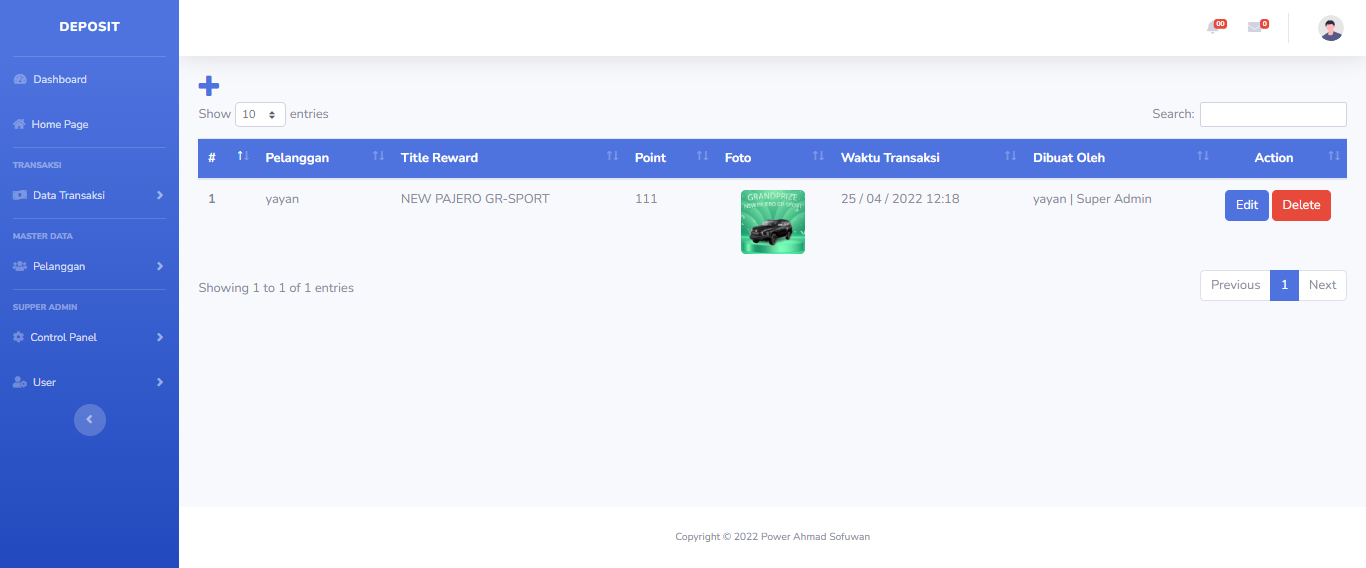 DEPOSIT
00
0
Dashboard
Home Page
TRANSAKSI
Data Transaksi
MASTER DATA
Pelanggan
SUPPER ADMIN
Control Panel
User
Show 10 entries
Search:
# Pelanggan Title Reward Point Foto Waktu Transaksi Dibuat Oleh Action
1 yayan NEW PAJERO GR-SPORT 111 25 / 04 / 2022 12:18 yayan | Super Admin Edit Delete
GRANDPRIZE
NEW PAJERO GR-SPORT
Showing 1 to 1 of 1 entries
Previous 1 Next
Copyright © 2022 Power Ahmad Sofuwan